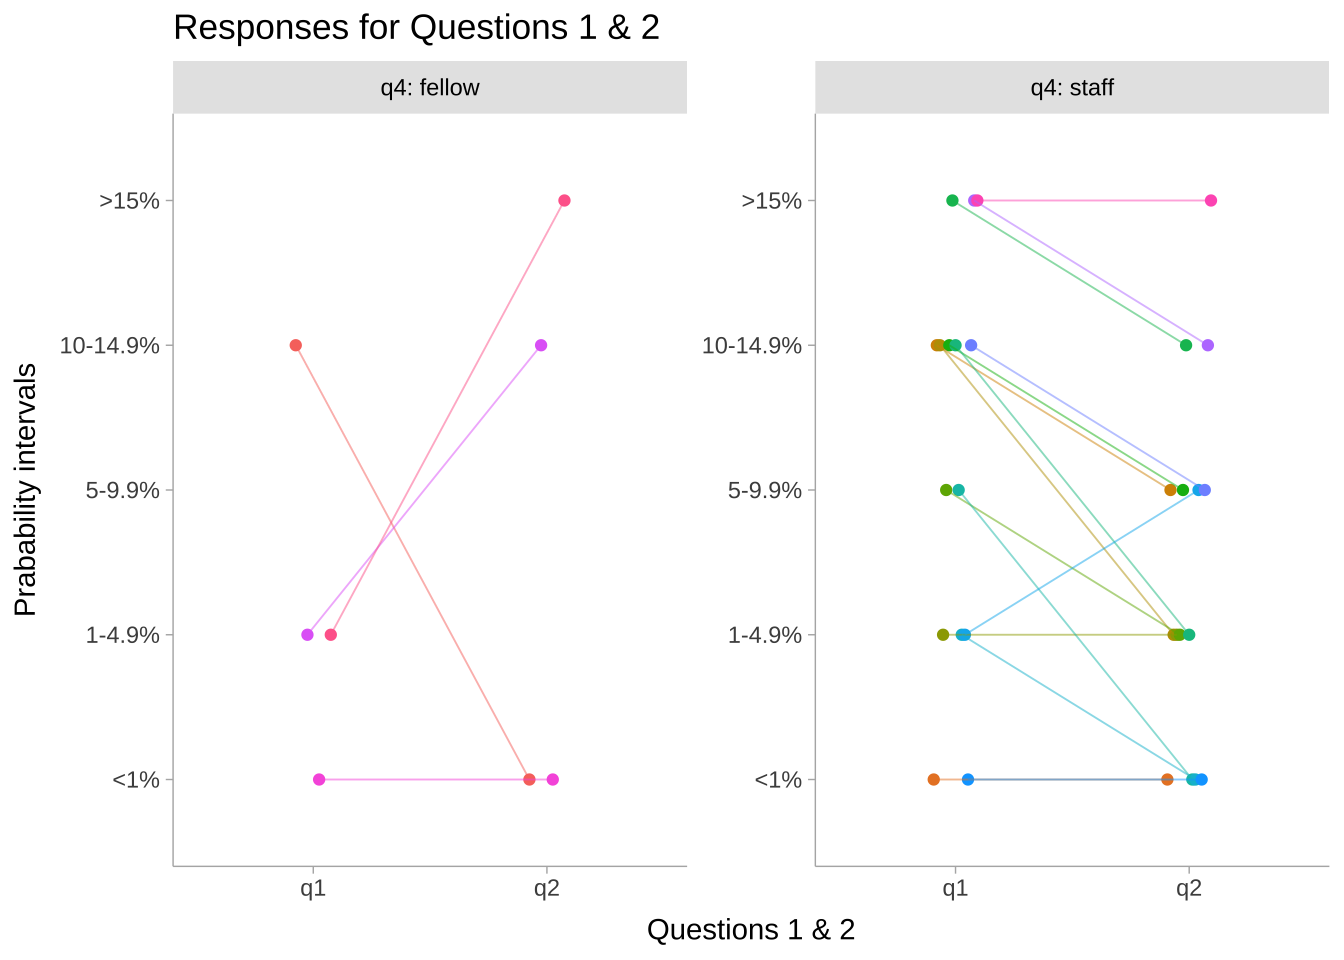 Responses for Questions 1 & 2
q4: fellow
q4: staff
Prabability intervals
>15%
10-14.9%
5-9.9%
1-4.9%
<1%
>15%
10-14.9%
5-9.9%
1-4.9%
<1%
q1
q2
q1
q2
Questions 1 & 2